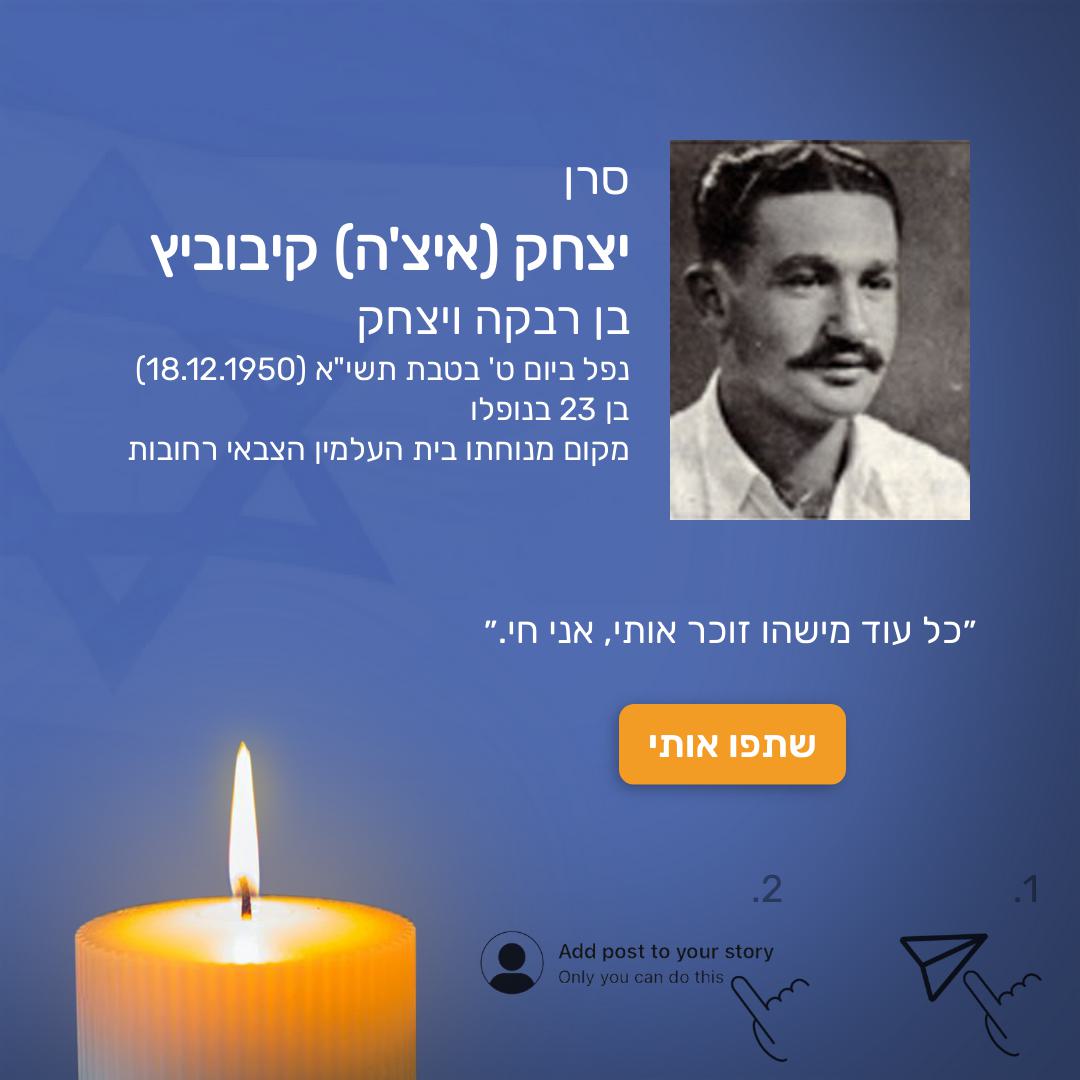 סרן
יצחק (איצ'ה) קיבוביץ
בן רבקה ויצחק
נפל ביום ט' בטבת תשי"א (18.12.1950)
בן 23 בנופלו
מקום מנוחתו בית העלמין הצבאי רחובות
״כל עוד מישהו זוכר אותי, אני חי.״
שתפו אותי
.1
.2
Add post to your story
Only you can do this